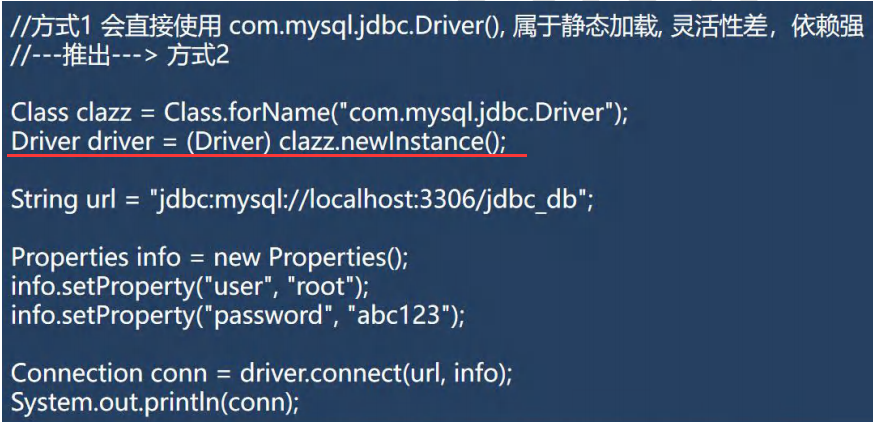 //方式1 会直接使用 com.mysql.jdbc.Driver(), 属于静态加载, 灵活性差，依赖强
//---推出---> 方式2
Class clazz = Class.forName("com.mysql.jdbc.Driver");
Driver driver = (Driver) clazz.newInstance();
String url = "jdbc:mysql://localhost:3306/jdbc_db";
Properties info = new Properties();
info.setProperty("user", "root");
info.setProperty("password", "abc123");
Connection conn = driver.connect(url, info);
System.out.println(conn);